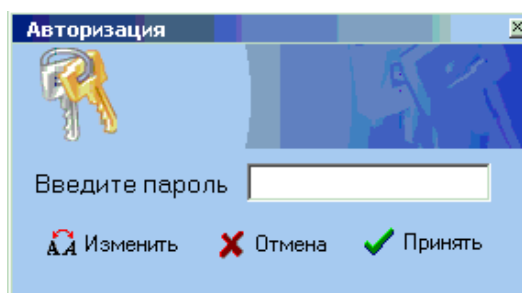 Авторизация
Введите пароль
Изменить Отмена Принять